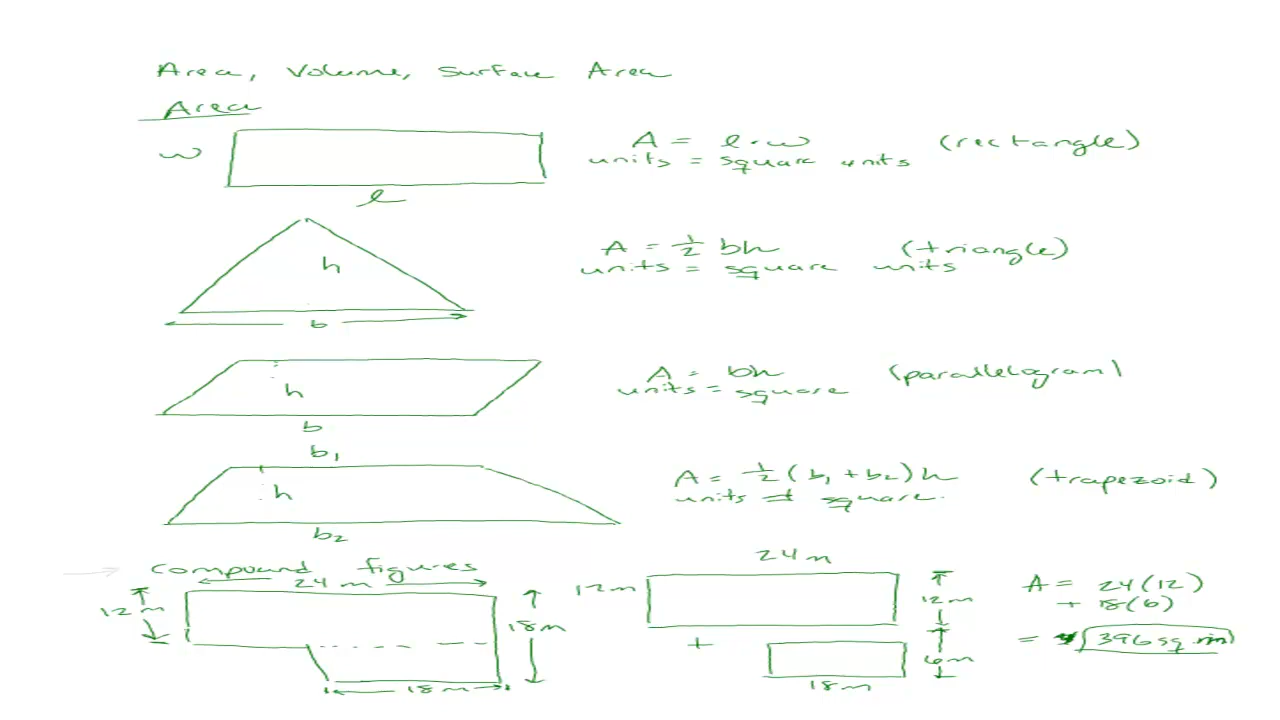 Area, Volume, Surface Area
Area
w
l
A = l·w (rectangle)
units = square units
h
b
A = 1/2 bh (triangle)
units = square units
h
b
A = bh (parallelogram)
units = square
b₁
h
b₂
A = 1/2 (b₁ + b₂) h (trapezoid)
units = square.
compound figures
24 m
12 m
18 m
18 m
24 m
12 m
12 m
+
6 m
18 m
A = 24(12)
+ 18(6)
= 396 sq